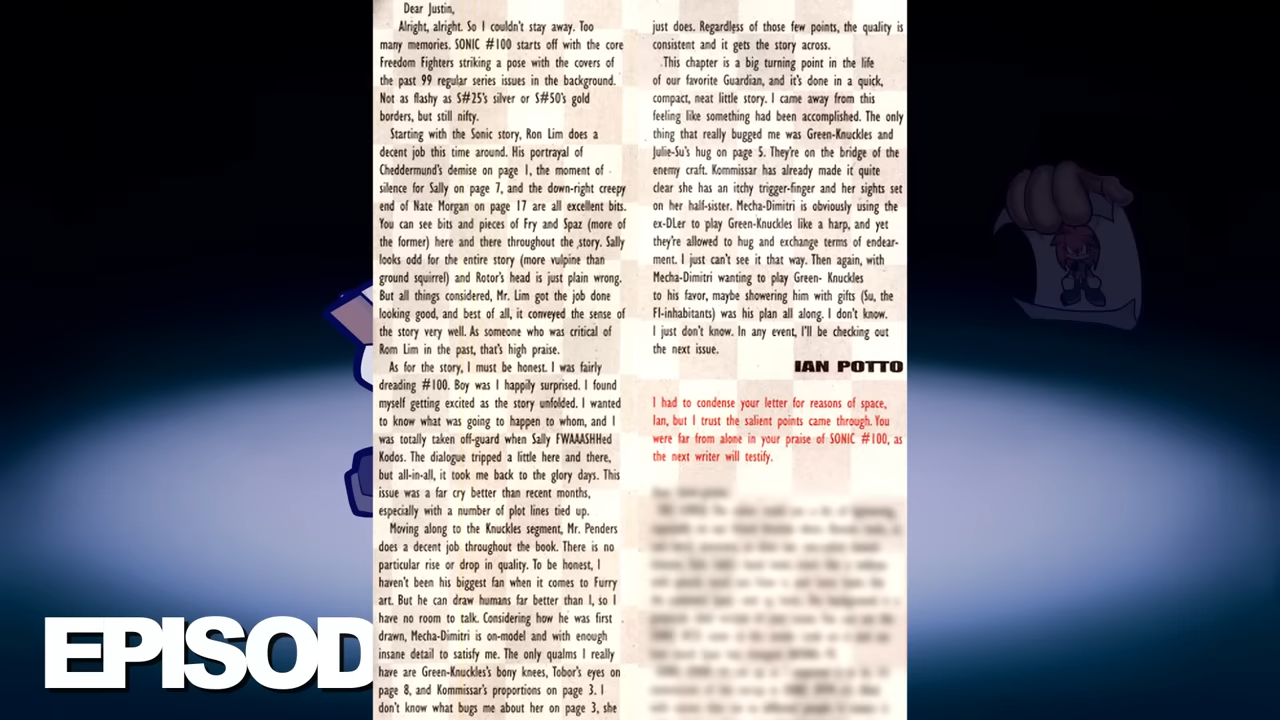 Dear Justin,
Alright, alright. So I couldn't stay away. Too
many memories. SONIC #100 starts off with the core
Freedom Fighters striking a pose with the covers of
the past 99 regular series issues in the background.
Not as flashy as S#25's silver or S#50's gold
borders, but still nifty.
Starting with the Sonic story, Ron Lim does a
decent job this time around. His portrayal of
Cheddermund's demise on page 1, the moment of
silence for Sally on page 7, and the down-right creepy
end of Nate Morgan on page 17 are all excellent bits.
You can see bits and pieces of Fry and Spaz (more of
the former) here and there throughout the story. Sally
looks odd for the entire story (more vulpine than
ground squirrel) and Rotor's head is just plain wrong.
But all things considered, Mr. Lim got the job done
looking good, and best of all, it conveyed the sense of
the story very well. As someone who was critical of
Rom Lim in the past, that's high praise.
As for the story, I must be honest. I was fairly
dreading #100. Boy was I happily surprised. I found
myself getting excited as the story unfolded. I wanted
to know what was going to happen to whom, and I
was totally taken off-guard when Sally FWAAASHHed
Kodos. The dialogue tripped a little here and there,
but all-in-all, it took me back to the glory days. This
issue was a far cry better than recent months,
especially with a number of plot lines tied up.
Moving along to the Knuckles segment, Mr. Penders
does a decent job throughout the book. There is no
particular rise or drop in quality. To be honest, I
haven't been his biggest fan when it comes to Furry
art. But he can draw humans far better than I, so I
have no room to talk. Considering how he was first
drawn, Mecha-Dimitri is on-model and with enough
insane detail to satisfy me. The only qualms I really
have are Green-Knuckles's bony knees, Tobor's eyes on
page 8, and Kommissar's proportions on page 3. I
don't know what bugs me about her on page 3, she
just does. Regardless of those few points, the quality is
consistent and it gets the story across.
This chapter is a big turning point in the life
of our favorite Guardian, and it's done in a quick,
compact, neat little story. I came away from this
feeling like something had been accomplished. The only
thing that really bugged me was Green-Knuckles and
Julie-Su's hug on page 5. They're on the bridge of the
enemy craft. Kommissar has already made it quite
clear she has an itchy trigger-finger and her sights set
on her half-sister. Mecha-Dimitri is obviously using the
ex-DLer to play Green-Knuckles like a harp, and yet
they're allowed to hug and exchange terms of endear-
ment. I just can't see it that way. Then again, with
Mecha-Dimitri wanting to play Green- Knuckles
to his favor, maybe showering him with gifts (Su, the
FI-inhabitants) was his plan all along. I don't know.
I just don't know. In any event, I'll be checking out
the next issue.
IAN POTTO
I had to condense your letter for reasons of space,
Ian, but I trust the salient points came through. You
were far from alone in your praise of SONIC #100, as
the next writer will testify.
EPISOD